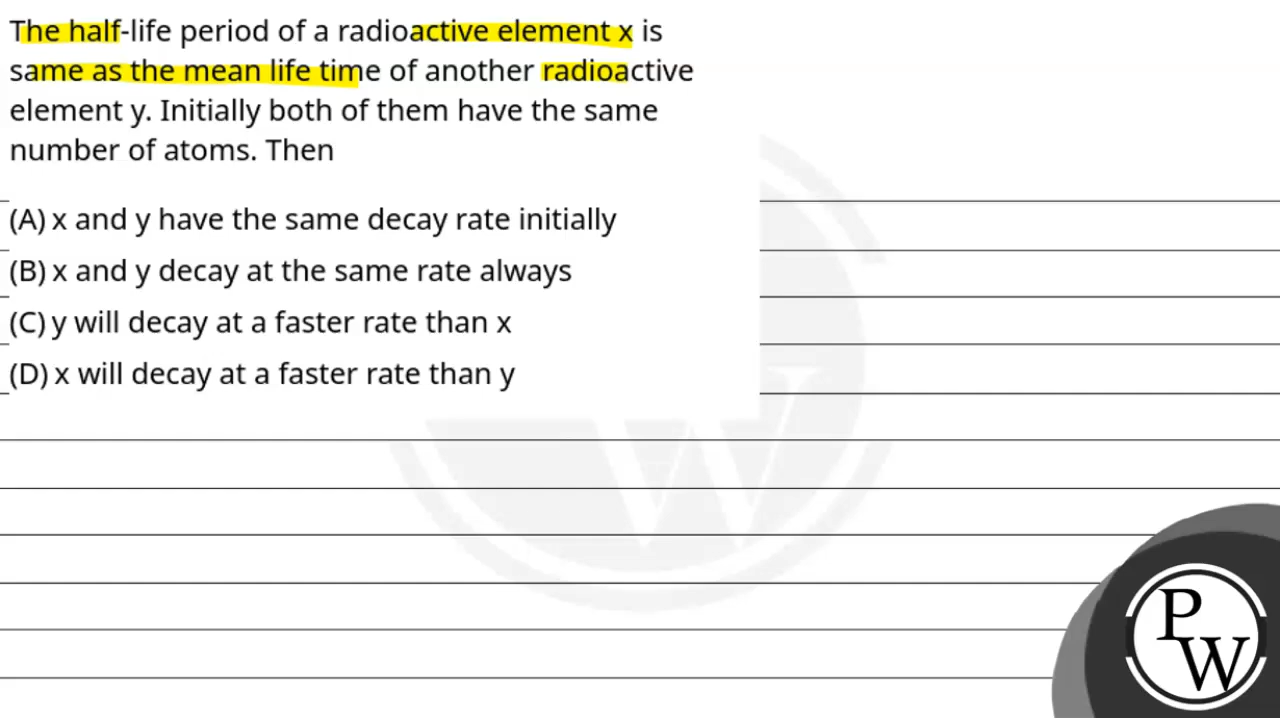 The half-life period of a radioactive element x is
same as the mean life time of another radioactive
element y. Initially both of them have the same
number of atoms. Then
(A) x and y have the same decay rate initially
(B) x and y decay at the same rate always
(C) y will decay at a faster rate than x
(D) x will decay at a faster rate than y
W
P
W